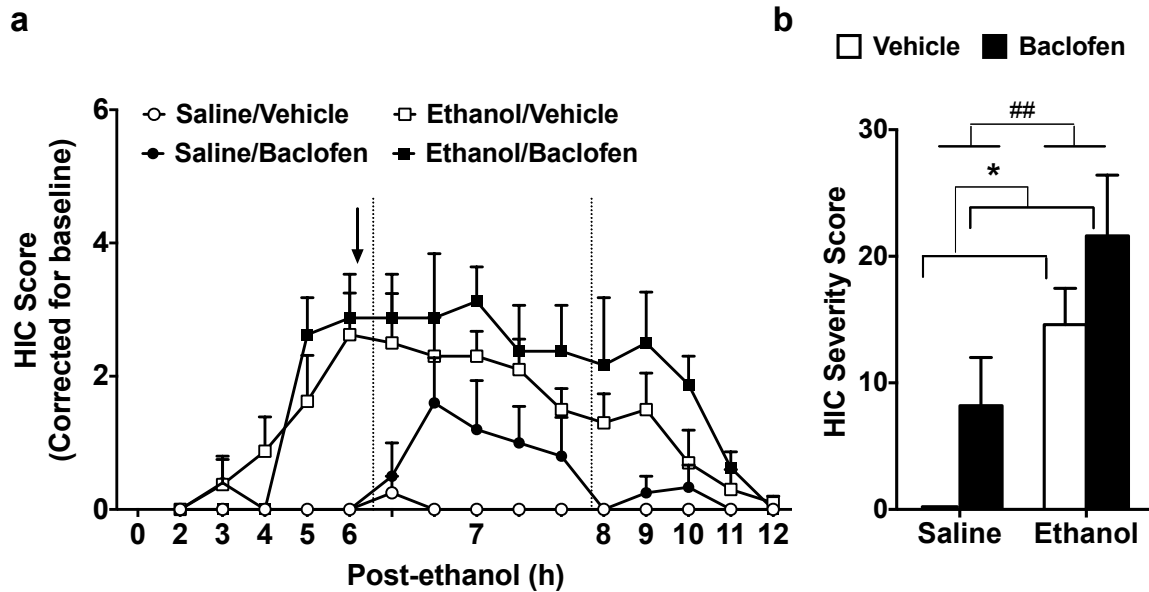 a
b
Vehicle Baclofen
Saline/Vehicle Ethanol/Vehicle
Saline/Baclofen Ethanol/Baclofen
HIC Score
(Corrected for baseline)
6
4
2
0
0 2 3 4 5 6 7 8 9 10 11 12
Post-ethanol (h)
HIC Severity Score
30
20
10
0
##
*
Saline Ethanol